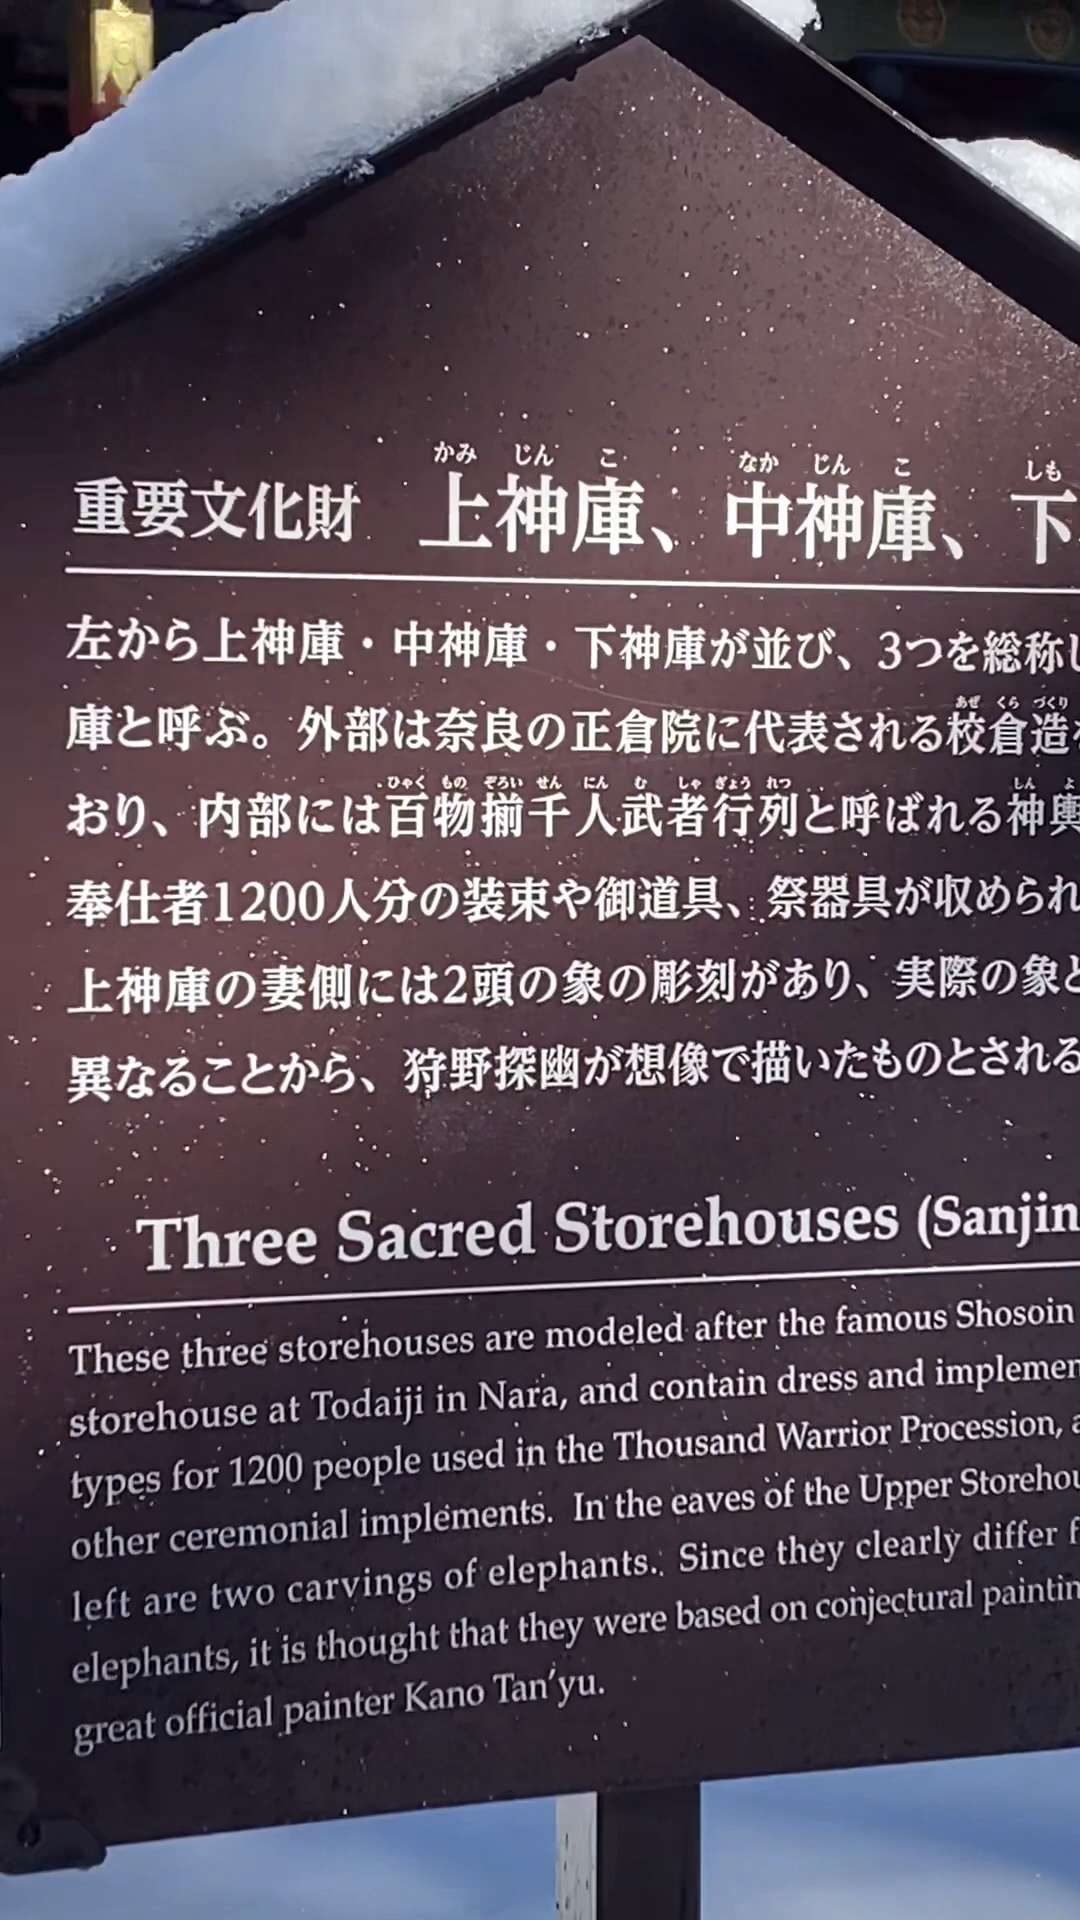 かみ じん こ なか じん こ しも
重要文化財 上神庫、中神庫、下
左から上神庫・中神庫・下神庫が並び、3つを総称し
あぜ くら づくり
庫と呼ぶ。外部は奈良の正倉院に代表される校倉造
ひゃく もの ぞろい せん にん む しゃ ぎょう れつ しん よ
おり、内部には百物揃千人武者行列と呼ばれる神輿
奉仕者1200人分の装束や御道具、祭器具が収められ
上神庫の妻側には2頭の象の彫刻があり、実際の象と
異なることから、狩野探幽が想像で描いたものとされる
Three Sacred Storehouses (Sanjin
These three storehouses are modeled after the famous Shosoin
storehouse at Todaiji in Nara, and contain dress and implemen
types for 1200 people used in the Thousand Warrior Procession, a
other ceremonial implements. In the eaves of the Upper Storehou
left are two carvings of elephants. Since they clearly differ f
elephants, it is thought that they were based on conjectural paintin
great official painter Kano Tan'yu.